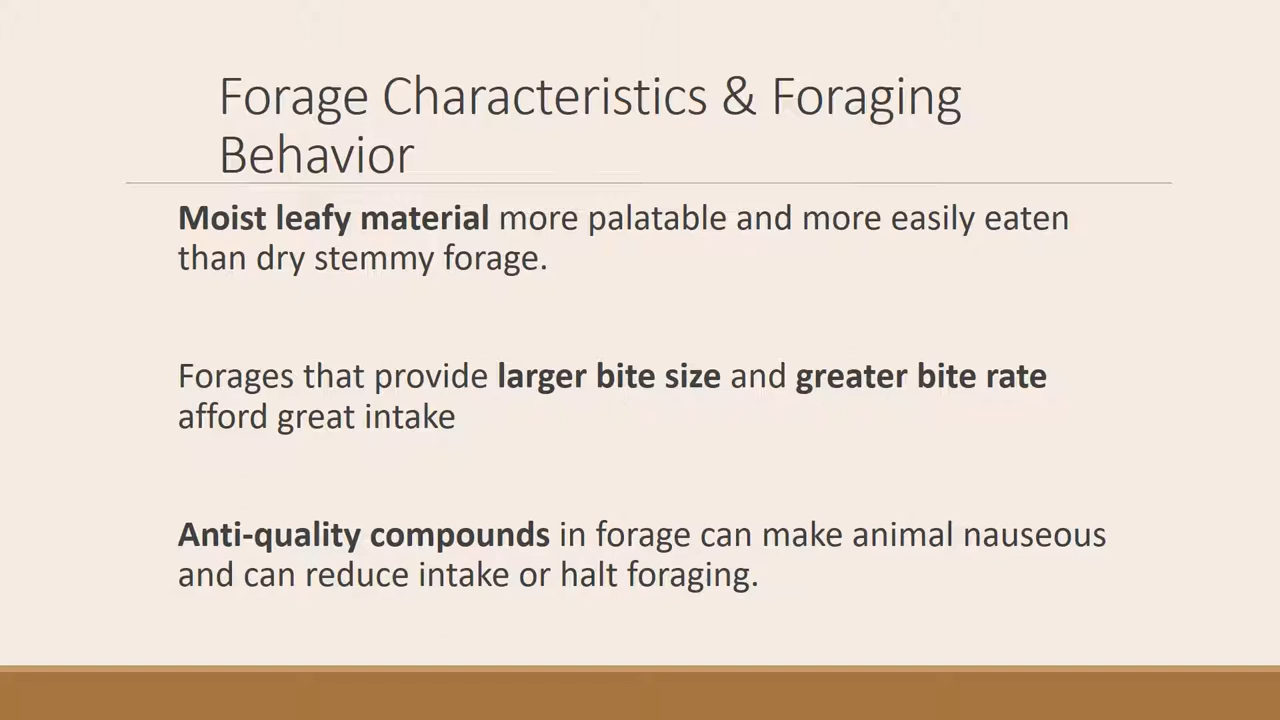 Forage Characteristics & Foraging
Behavior
Moist leafy material more palatable and more easily eaten
than dry stemmy forage.
Forages that provide larger bite size and greater bite rate
afford great intake
Anti-quality compounds in forage can make animal nauseous
and can reduce intake or halt foraging.